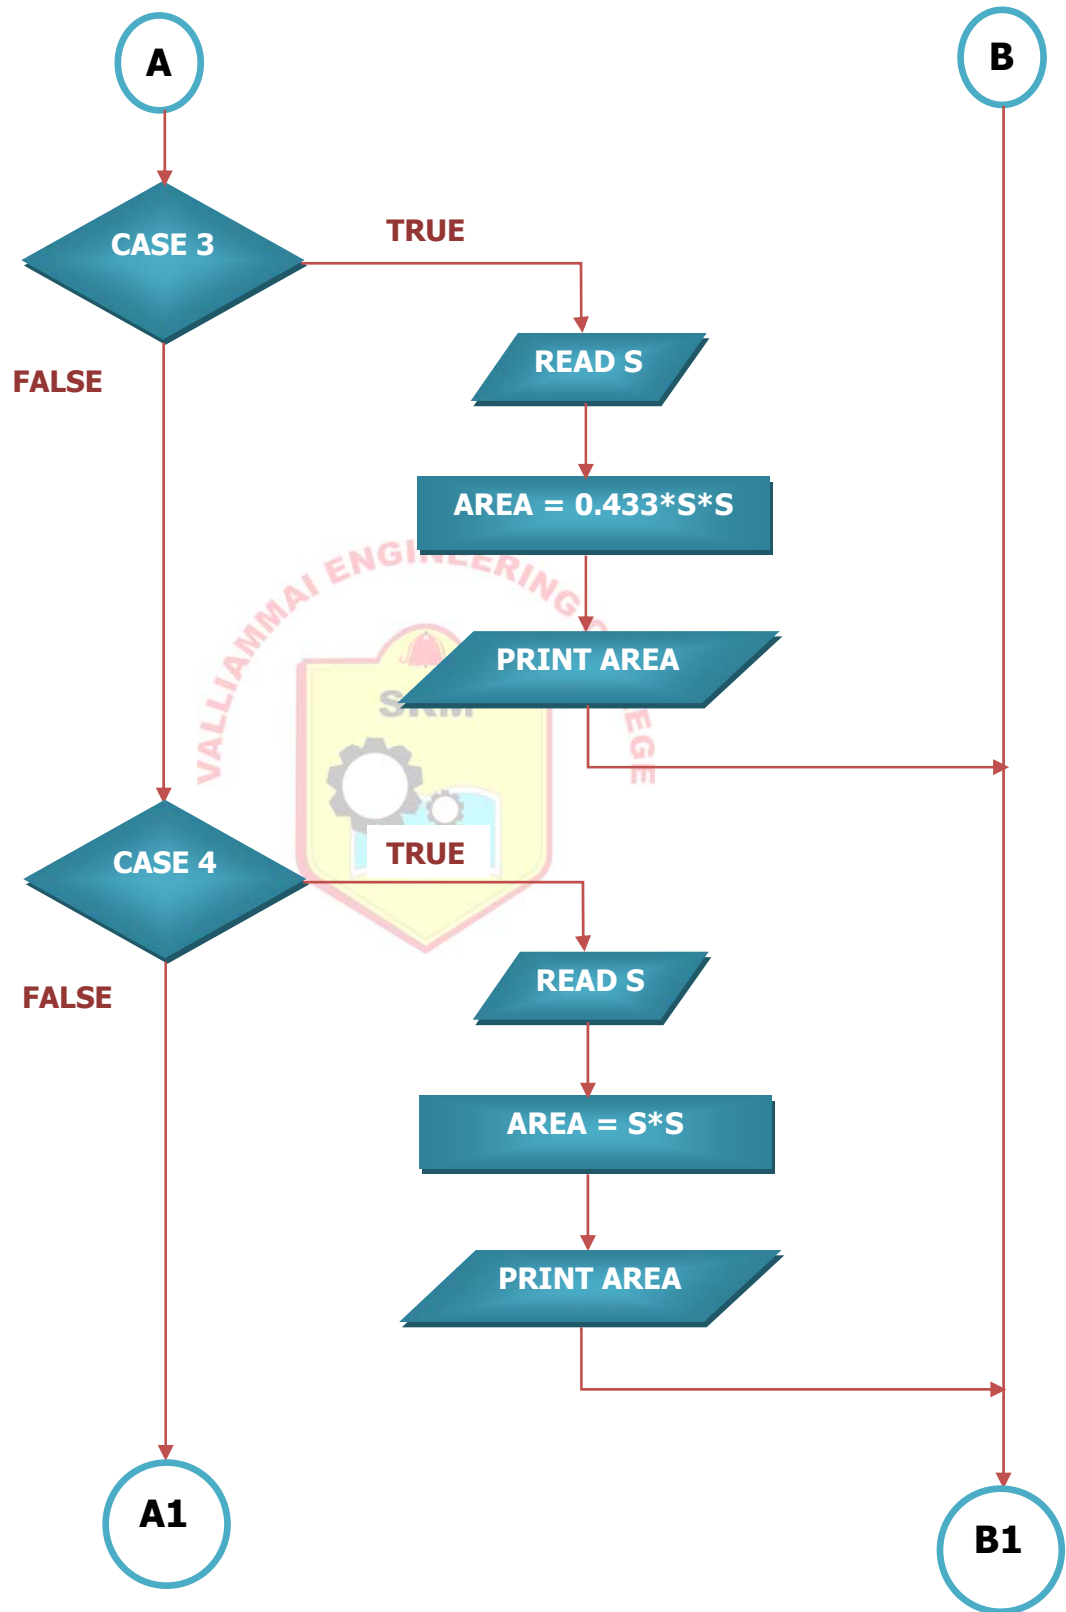 A
B
CASE 3
TRUE
FALSE
READ S
AREA = 0.433*S*S
VALLIAMMAI ENGINEERING
PRINT AREA
SRM
CASE 4
TRUE
FALSE
READ S
AREA = S*S
PRINT AREA
A1
B1